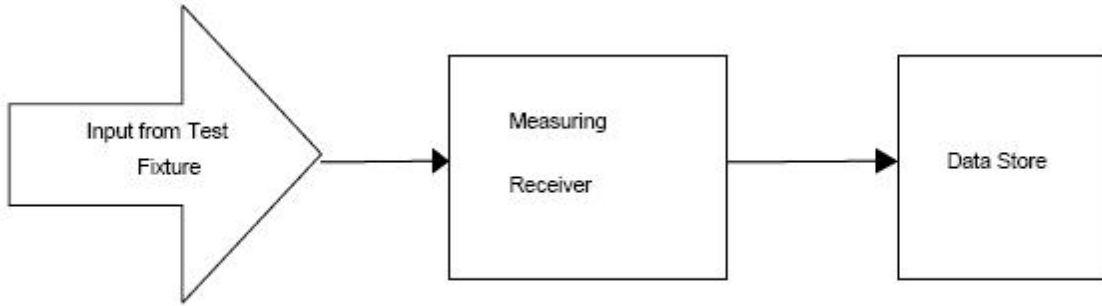 Input from Test
Fixture
Measuring
Receiver
Data Store